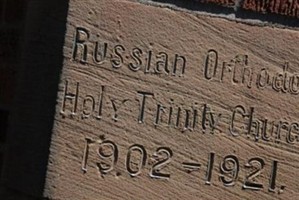 Russian Orthodo
Holy Trinity Churc
1902-1921.